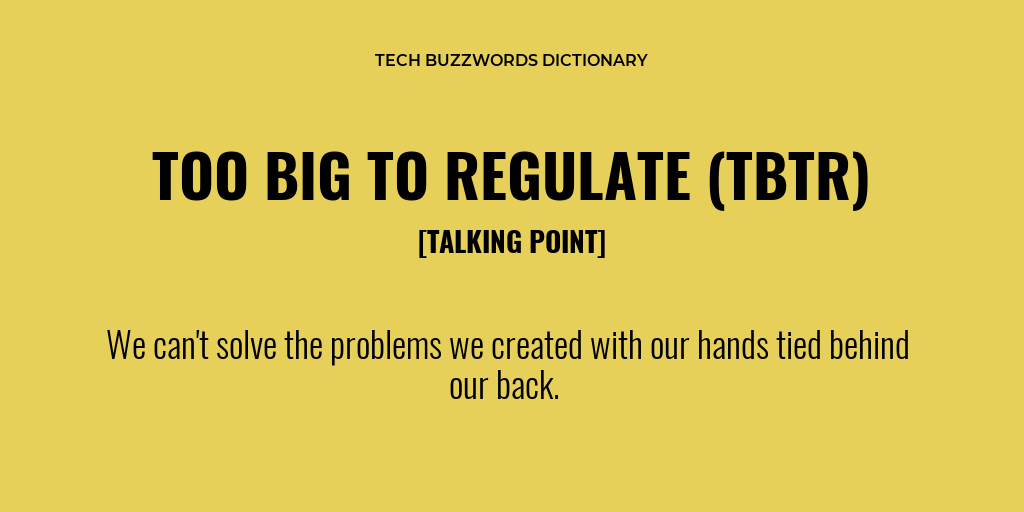 TECH BUZZWORDS DICTIONARY
TOO BIG TO REGULATE (TBTR)
[TALKING POINT]
We can't solve the problems we created with our hands tied behind
our back.